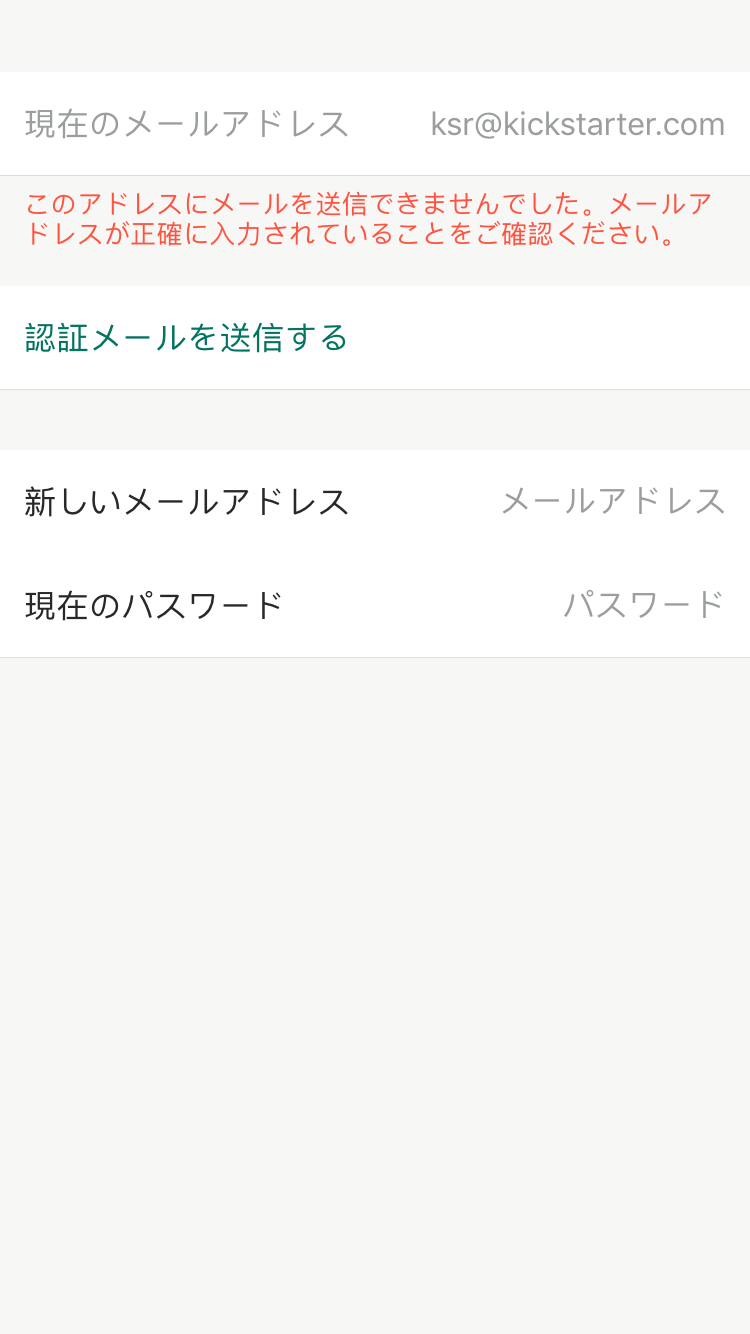 現在のメールアドレス ksr@kickstarter.com
このアドレスにメールを送信できませんでした。メールア
ドレスが正確に入力されていることをご確認ください。
認証メールを送信する
新しいメールアドレス メールアドレス
現在のパスワード パスワード